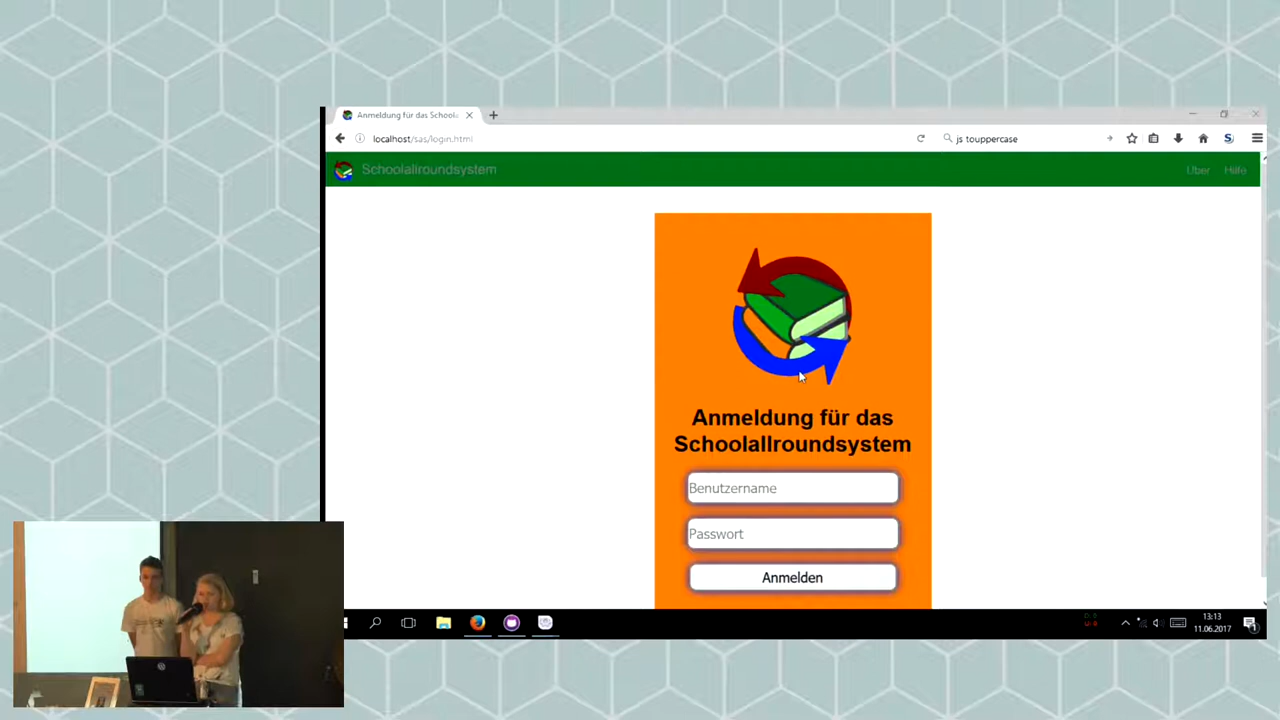 Anmeldung für das Schoola
localhost/sas/login.html
js touppercase
Schoolallroundsystem
Über
Hilfe
Anmeldung für das
Schoolallroundsystem
Benutzername
Passwort
Anmelden
13:13
11.06.2017